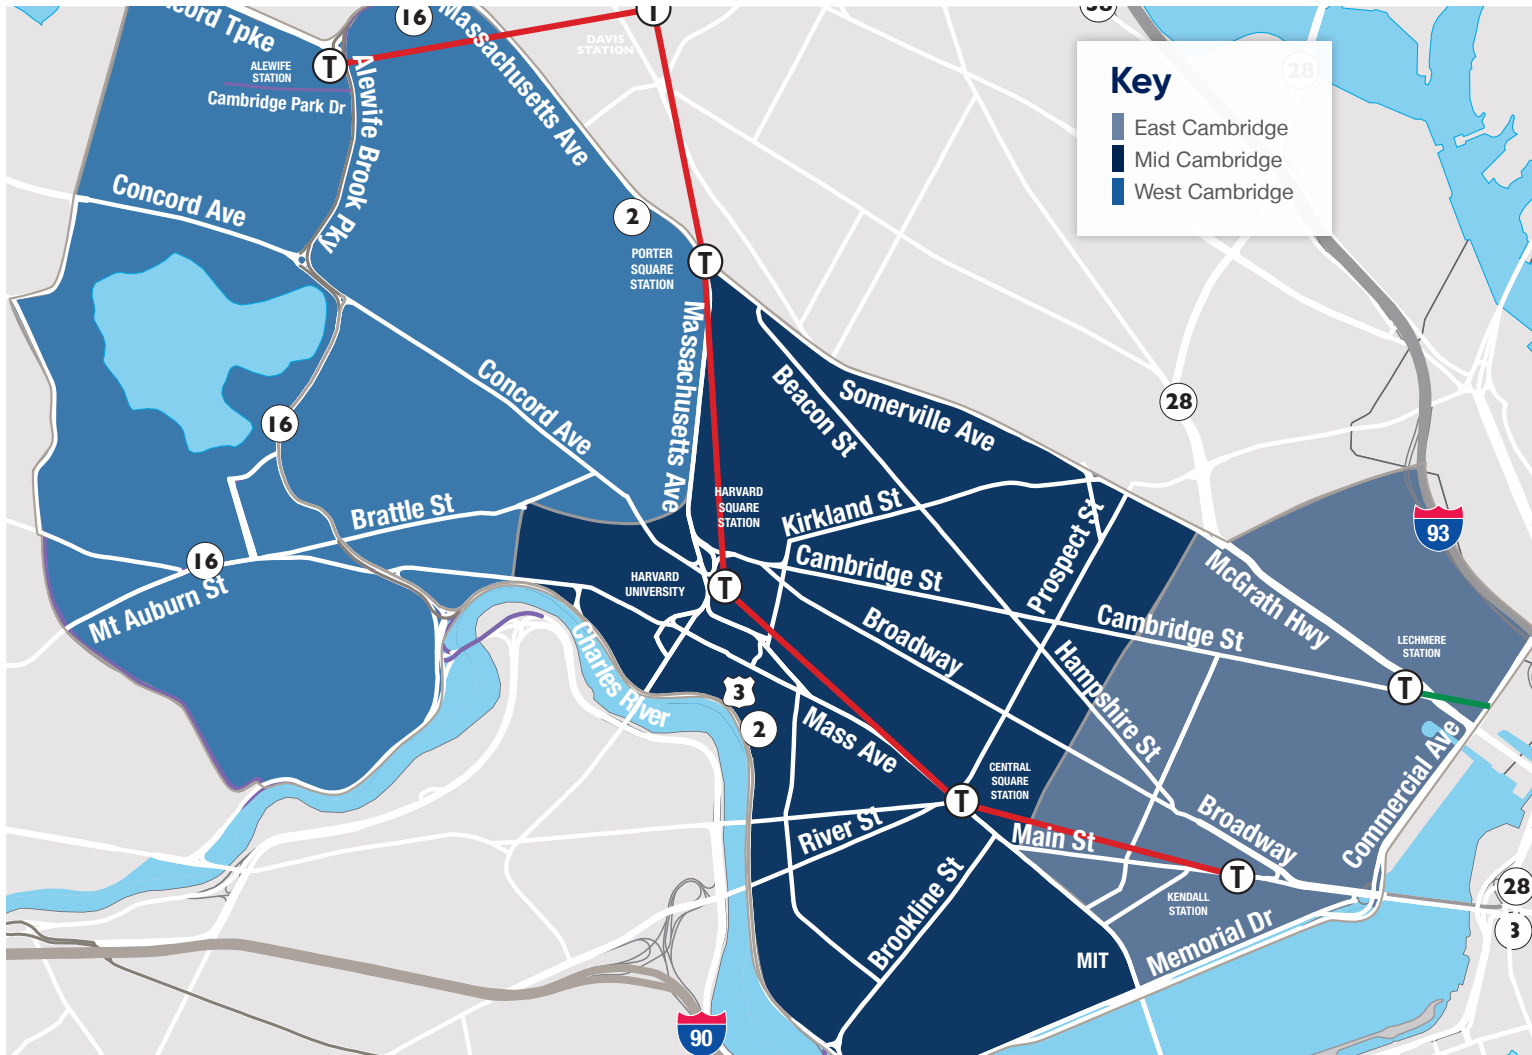 cord Tpke
16
Massachusetts Ave
T
38
DAVIS
STATION
ALEWIFE
STATION
T
Cambridge Park Dr
Alewife Brook Pky
28
Key
East Cambridge
Mid Cambridge
West Cambridge
Concord Ave
2
PORTER
SQUARE
STATION
T
Massachusetts Ave
Concord Ave
Beacon St
Somerville Ave
28
16
Brattle St
HARVARD
SQUARE
STATION
Kirkland St
Prospect St
93
16
Mt Auburn St
HARVARD
UNIVERSITY
T
Cambridge St
McGrath Hwy
Broadway
Cambridge St
LECHMERE
STATION
T
Charles River
Hampshire St
3
2
Mass Ave
Commercial Ave
CENTRAL
SQUARE
STATION
T
River St
Main St
Broadway
T
KENDALL
STATION
28
3
Brookline St
MIT
Memorial Dr
90